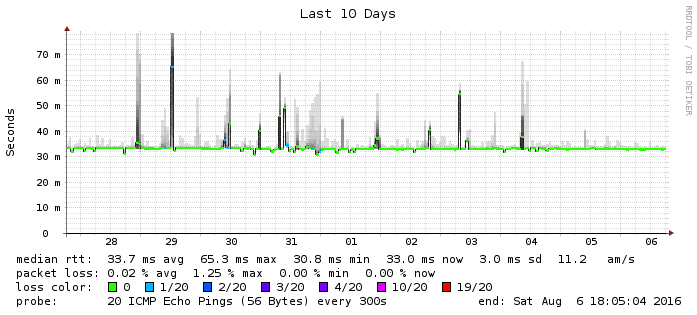 Last 10 Days
RRDTOOL / TOBI OETIKER
Seconds
70 m
60 m
50 m
40 m
30 m
20 m
10 m
0
28 29 30 31 01 02 03 04 05 06
median rtt: 33.7 ms avg 65.3 ms max 30.8 ms min 33.0 ms now 3.0 ms sd 11.2 am/s
packet loss: 0.02 % avg 1.25 % max 0.00 % min 0.00 % now
loss color: 0 1/20 2/20 3/20 4/20 10/20 19/20
probe: 20 ICMP Echo Pings (56 Bytes) every 300s end: Sat Aug 6 18:05:04 2016